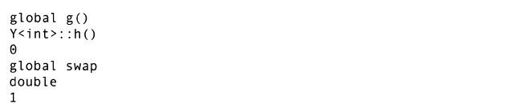 global g()
Y<int>::h()
0
global swap
double
1